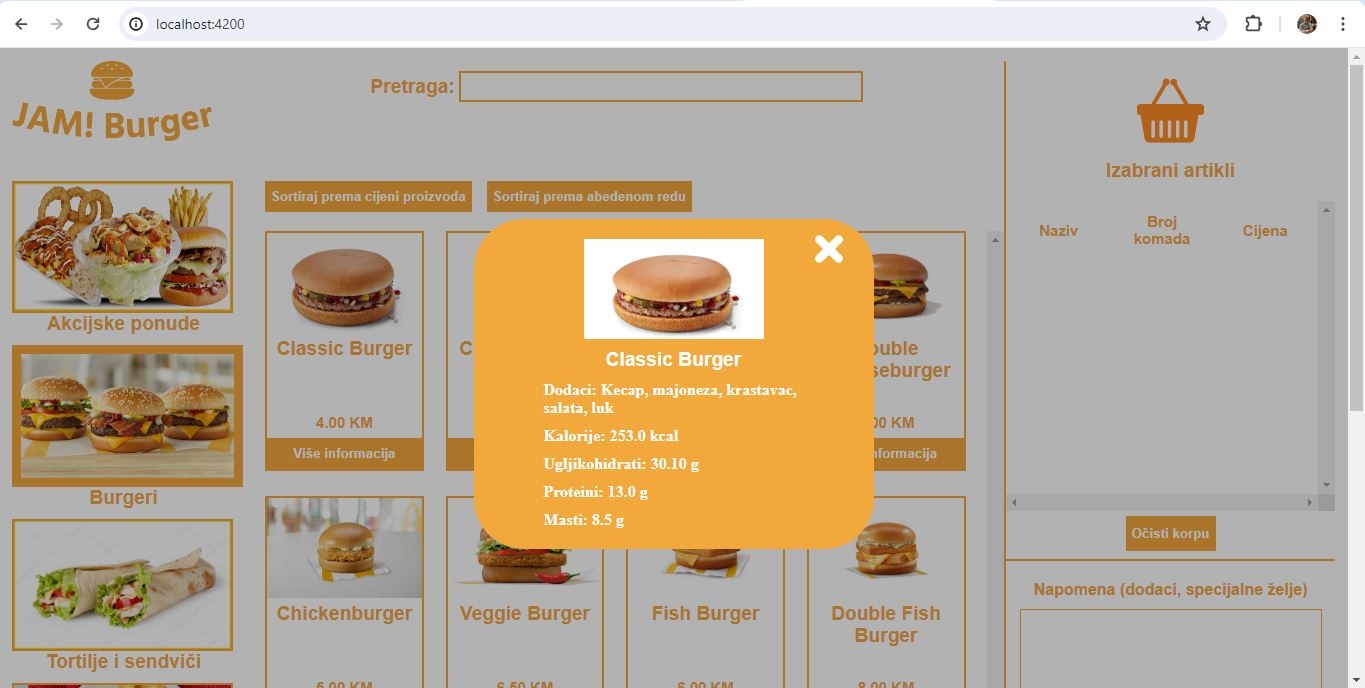 localhost:4200
JAM! Burger
Pretraga:
Izabrani artikli
Naziv
Broj
komada
Cijena
Očisti korpu
Napomena (dodaci, specijalne želje)
Akcijske ponude
Burgeri
Tortilje i sendviči
Sortiraj prema cijeni proizvoda
Sortiraj prema abedenom redu
Classic Burger
4.00 KM
Više informacija
C
ouble
seburger
00 KM
nformacija
Classic Burger
Dodaci: Kecap, majoneza, krastavac,
salata, luk
Kalorije: 253.0 kcal
Ugljikohidrati: 30.10 g
Proteini: 13.0 g
Masti: 8.5 g
Chickenburger
5.00 KM
Veggie Burger
6.50 KM
Fish Burger
6.00 KM
Double Fish
Burger
8.00 KM